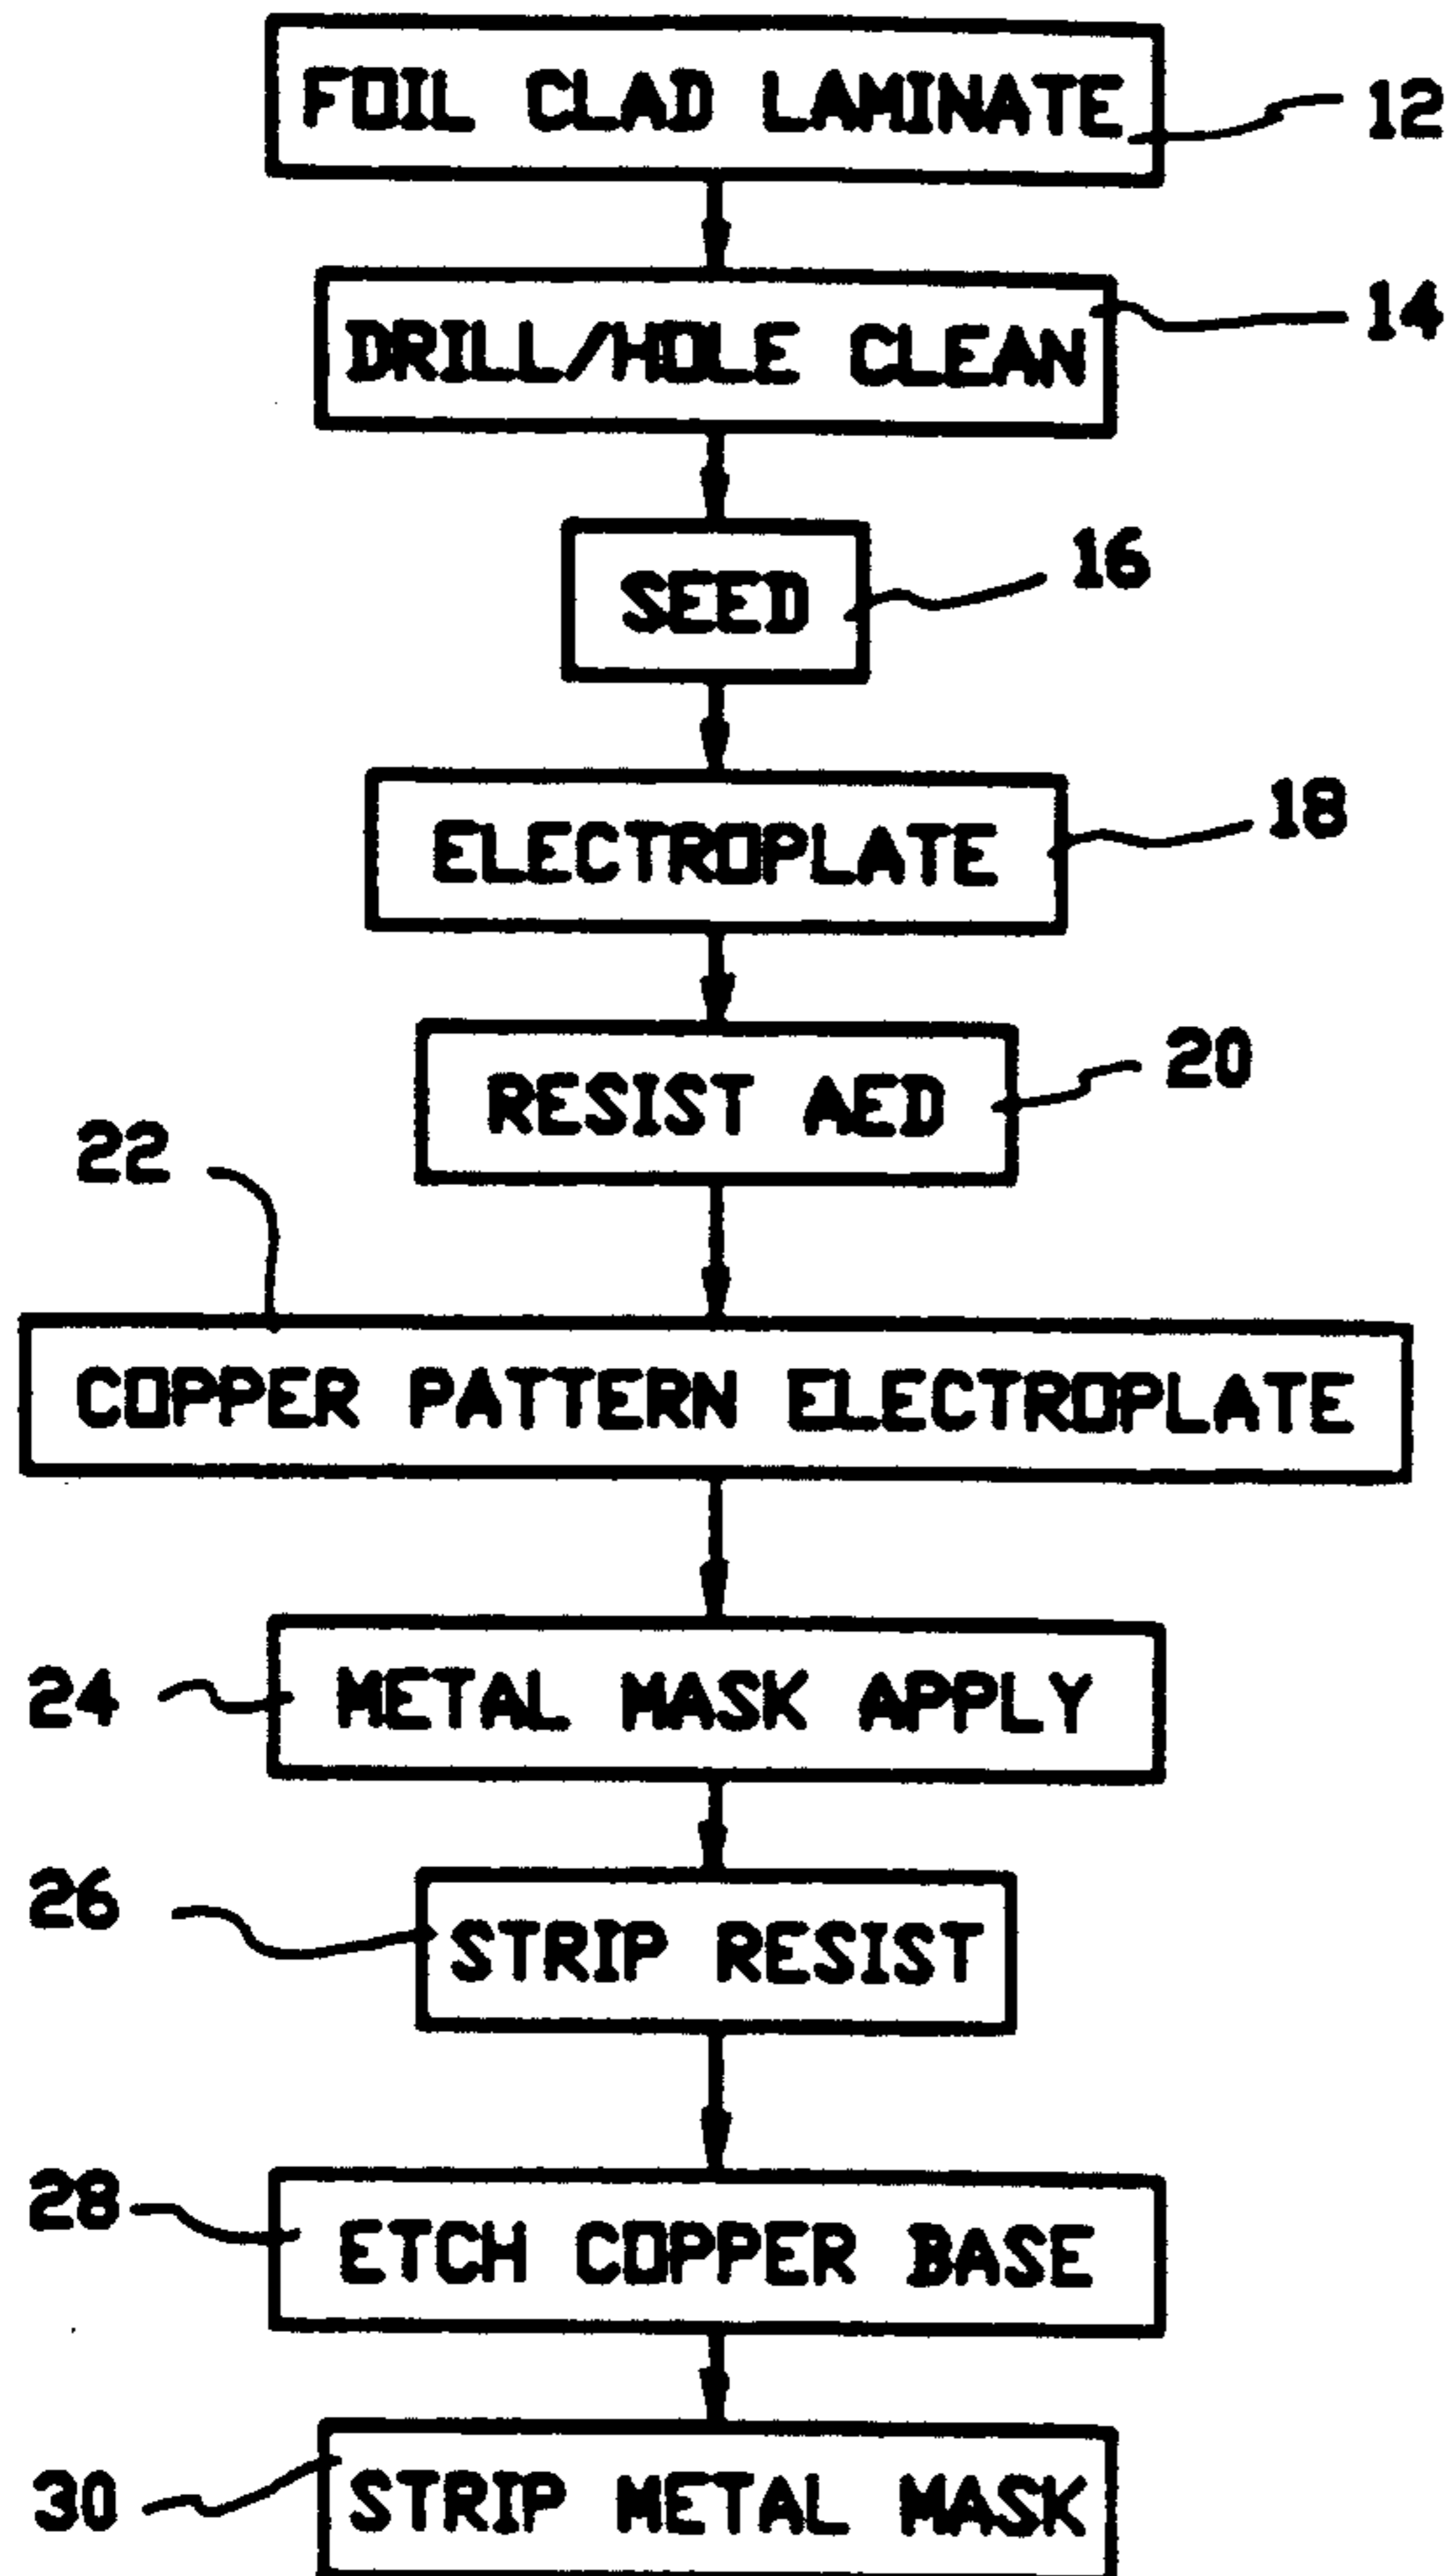 FOIL CLAD LAMINATE
12
DRILL/HOLE CLEAN
14
SEED
16
ELECTROPLATE
18
RESIST AED
20
22
COPPER PATTERN ELECTROPLATE
24
METAL MASK APPLY
26
STRIP RESIST
28
ETCH COPPER BASE
30
STRIP METAL MASK